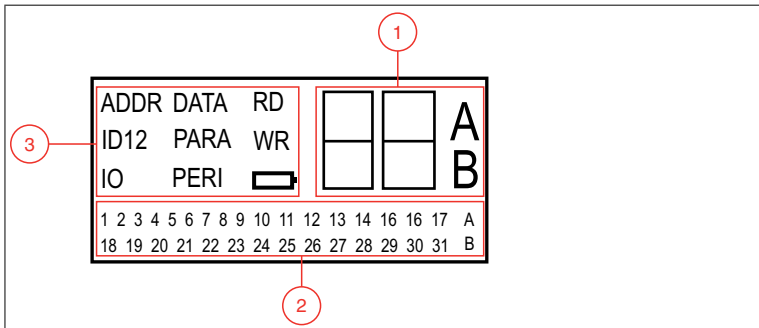 1
ADDR DATA RD
A
ID12 PARA WR
3
B
IO PERI
1 2 3 4 5 6 7 8 9 10 11 12 13 14 16 16 17 A
18 19 20 21 22 23 24 25 26 27 28 29 30 31 B
2